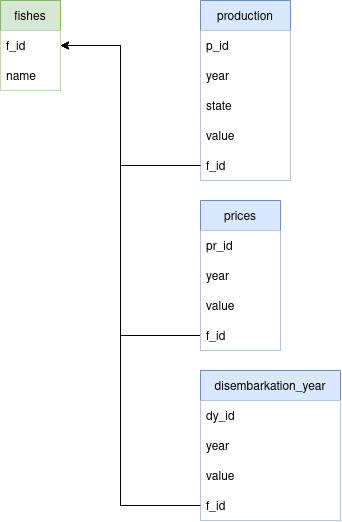 fishes
f_id
name
production
p_id
year
state
value
f_id
prices
pr_id
year
value
f_id
disembarkation_year
dy_id
year
value
f_id